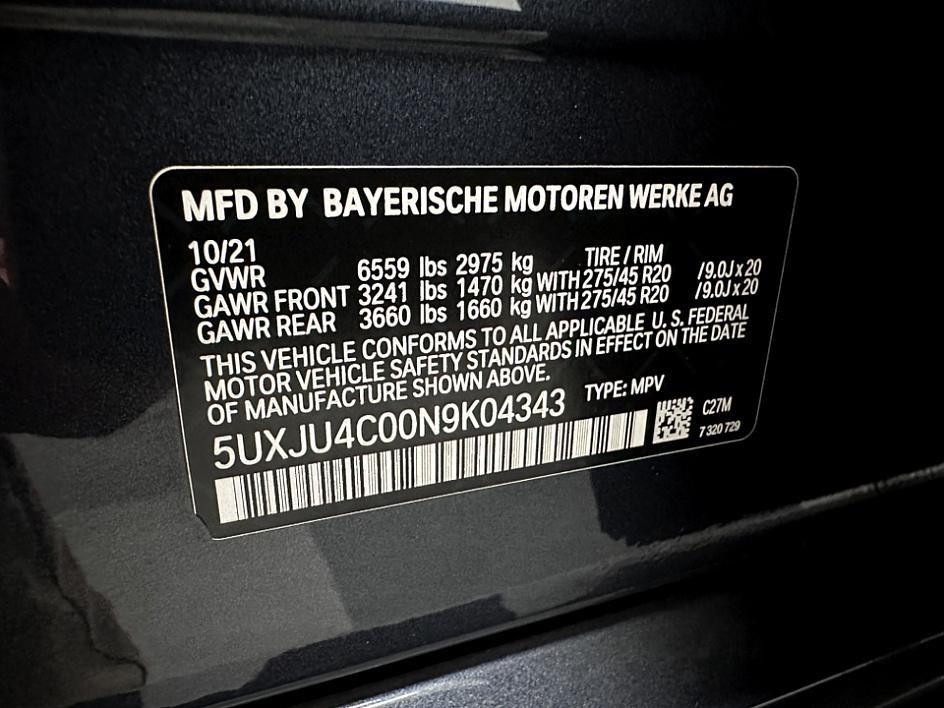 MFD BY BAYERISCHE MOTOREN WERKE AG
10/21 TIRE / RIM
GVWR 6559 lbs 2975 kg
GAWR FRONT 3241 lbs 1470 kg WITH 275/45 R20 /9.0J x 20
GAWR REAR 3660 lbs 1660 kg WITH 275/45 R20 /9.0J x 20
THIS VEHICLE CONFORMS TO ALL APPLICABLE U. S. FEDERAL
MOTOR VEHICLE SAFETY STANDARDS IN EFFECT ON THE DATE
OF MANUFACTURE SHOWN ABOVE.
TYPE: MPV
5UXJU4C00N9K04343
C27M
7 320 729